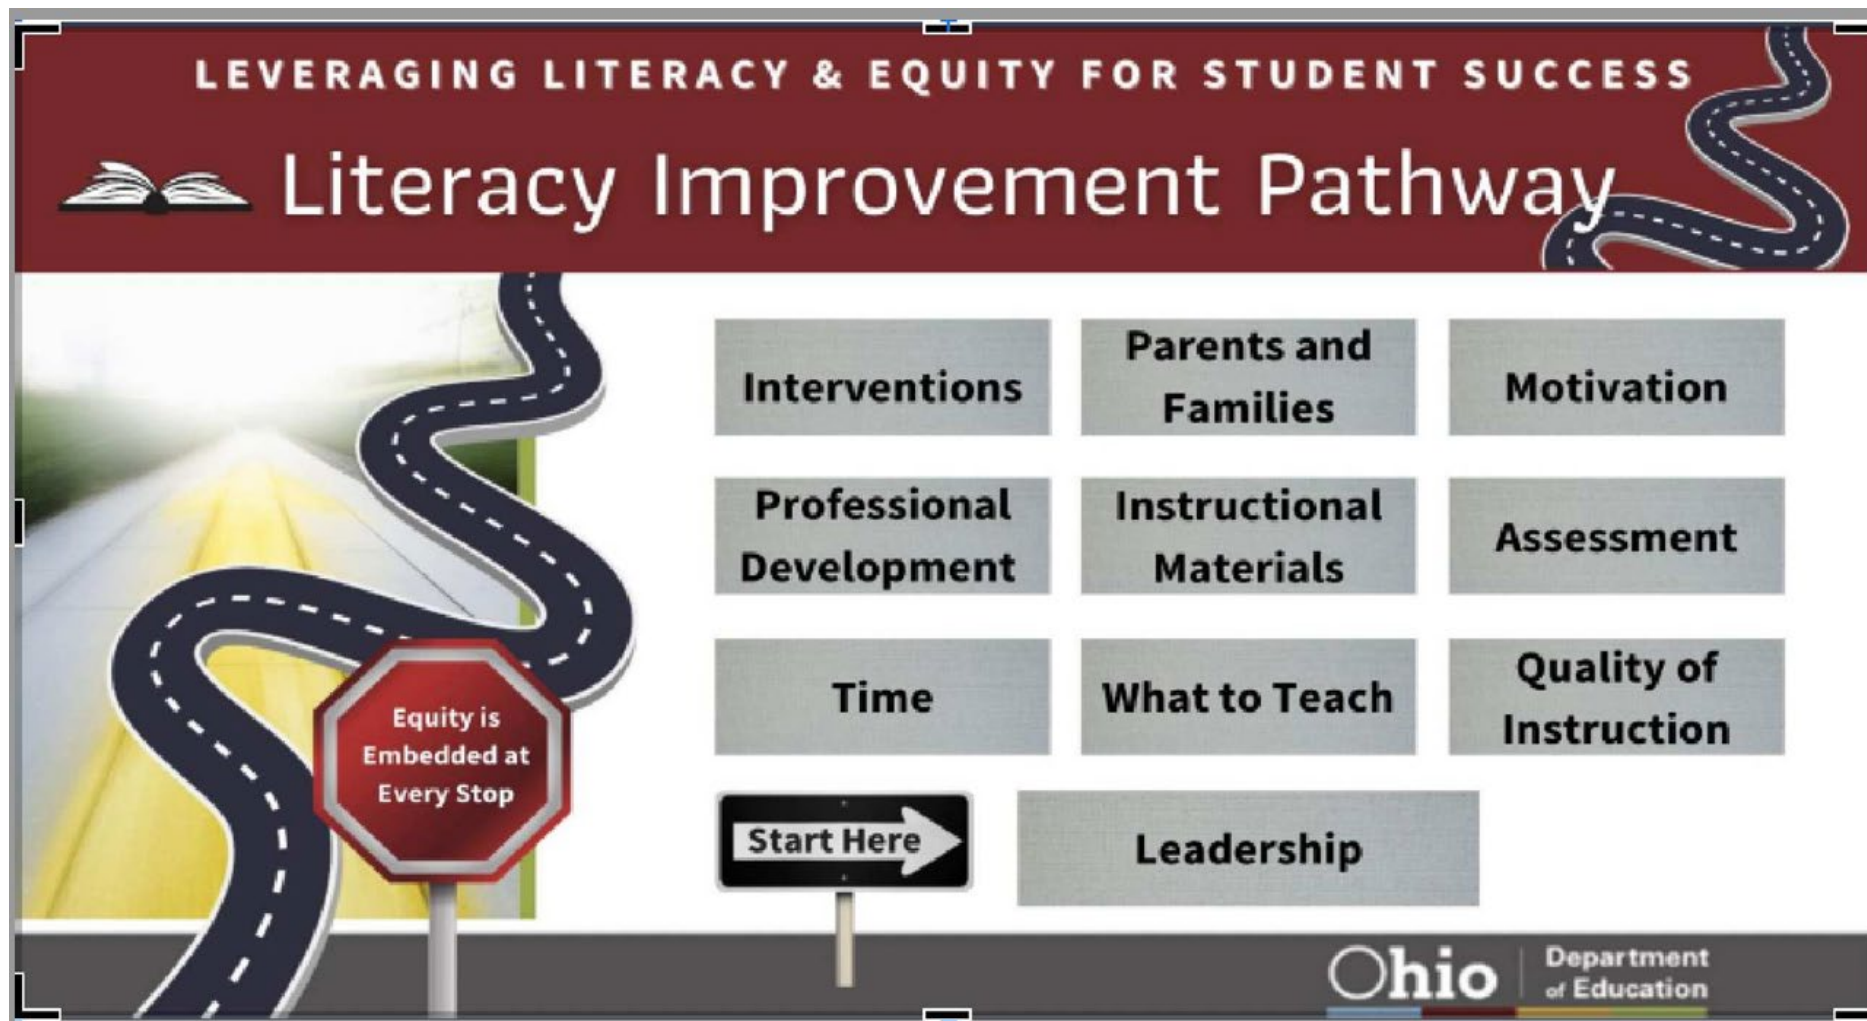 LEVERAGING LITERACY & EQUITY FOR STUDENT SUCCESS
Literacy Improvement Pathway
Interventions
Parents and
Families
Motivation
Professional
Development
Instructional
Materials
Assessment
Time
What to Teach
Quality of
Instruction
Equity is
Embedded at
Every Stop
Start Here
Leadership
Ohio
Department
of Education